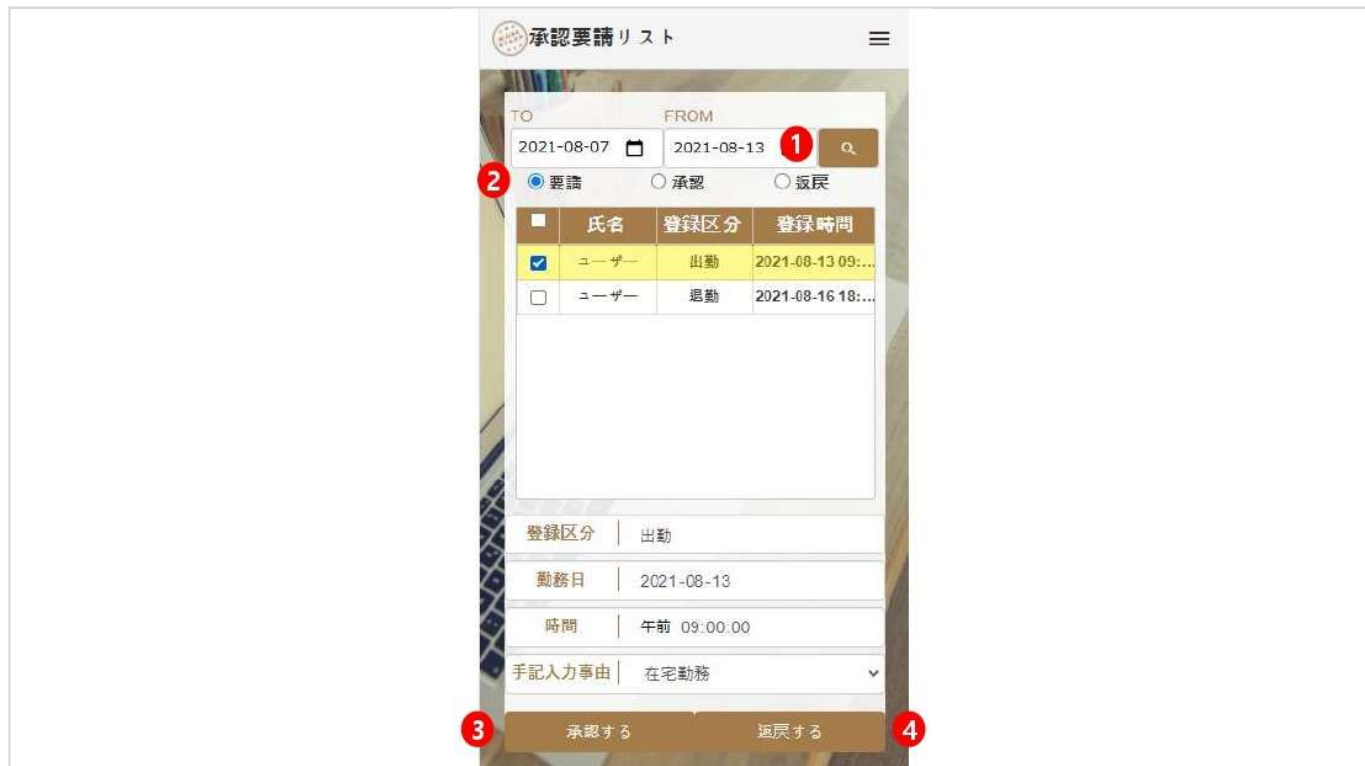 承認要請リスト
TO FROM
2021-08-07 2021-08-13 1
2 要請 承認 返戻
氏名 登録区分 登録時間
ユーザー 出勤 2021-08-13 09:...
ユーザー 退勤 2021-08-16 18:...
登録区分 出勤
勤務日 2021-08-13
時間 午前 09:00:00
手記入力事由 在宅勤務
3 承認する 返戻する 4